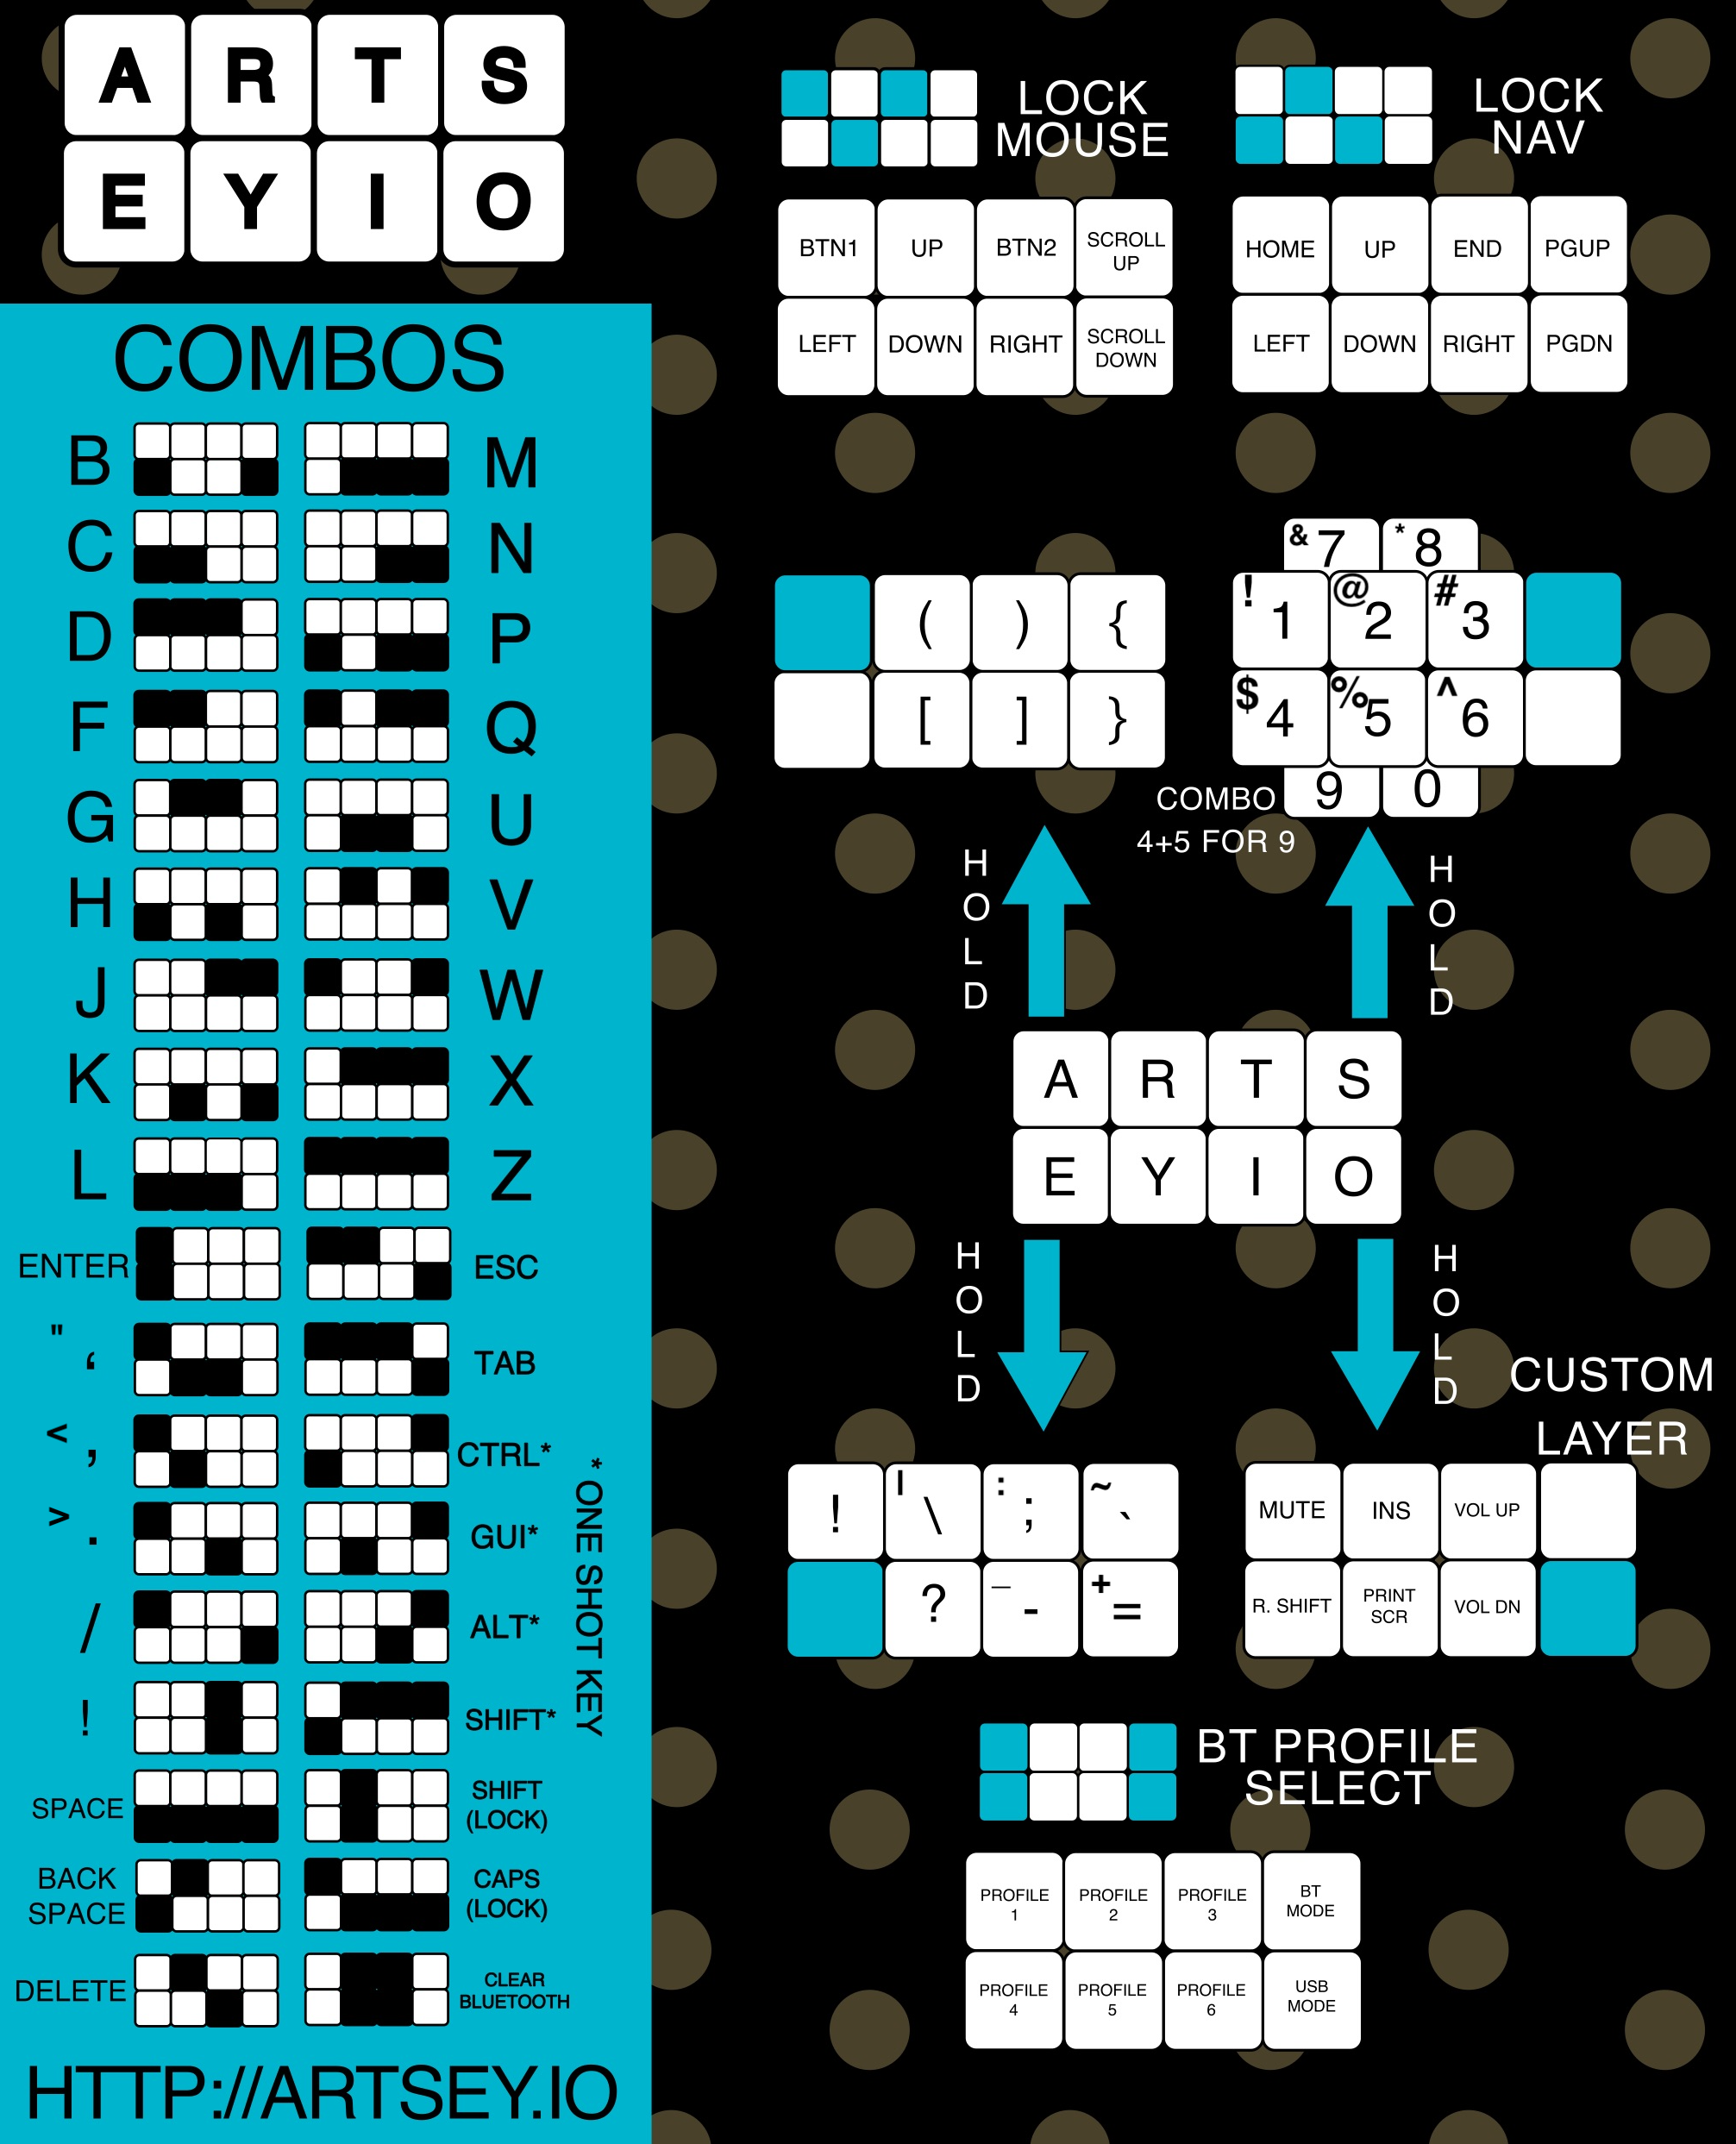 A R T S
E Y I O
COMBOS
B M
C N
D P
F Q
G U
H V
J W
K X
L Z
ENTER ESC
"
‘ TAB
<
, CTRL*
>
. GUI*
/ ALT*
! SHIFT*
* ONE SHOT KEY
SPACE SHIFT
(LOCK)
BACK
SPACE
CAPS
(LOCK)
DELETE CLEAR
BLUETOOTH
HTTP://ARTSEY.IO
LOCK
MOUSE
BTN1 UP BTN2 SCROLL
UP
LEFT DOWN RIGHT SCROLL
DOWN
LOCK
NAV
HOME UP END PGUP
LEFT DOWN RIGHT PGDN
( ) {
[ ] }
& 7 * 8
! 1 @ 2 # 3
$ 4 % 5 ^ 6
9 0
COMBO
4+5 FOR 9
HOLD
HOLD
A R T S
E Y I O
HOLD
HOLD
CUSTOM
LAYER
! | \ : ; ~ `
? _ - + =
MUTE INS VOL UP
R. SHIFT PRINT
SCR VOL DN
BT PROFILE
SELECT
PROFILE
1
PROFILE
2
PROFILE
3
BT
MODE
PROFILE
4
PROFILE
5
PROFILE
6
USB
MODE